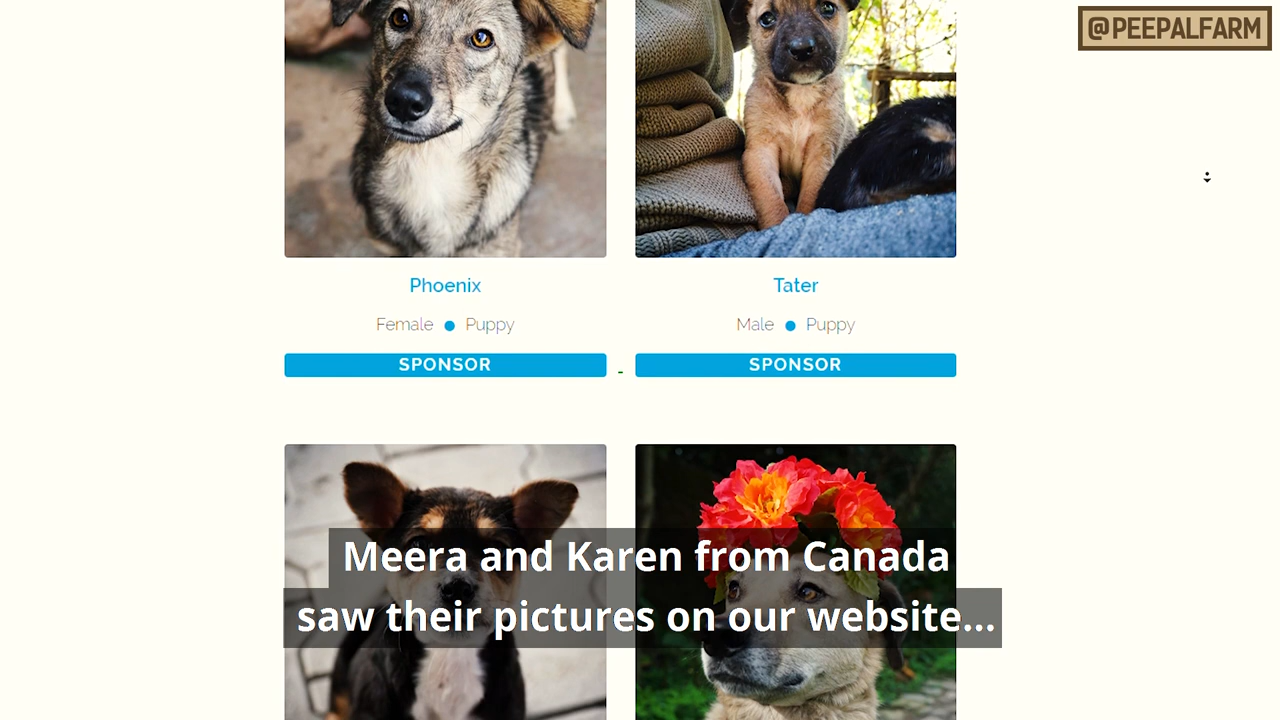 @PEEPALFARM
Phoenix
Tater
Female ● Puppy
Male ● Puppy
SPONSOR
-
SPONSOR
Meera and Karen from Canada
saw their pictures on our website...